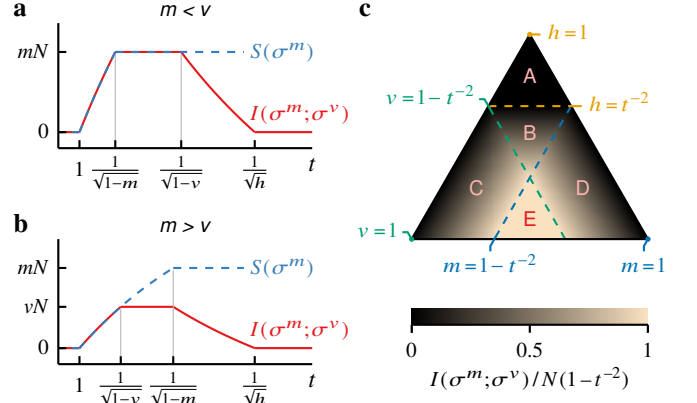 a
m < v
mN
0
S(σ^m)
I(σ^m;σ^v)
1
1/√(1−m)
1/√(1−v)
1/√h
t
b
m > v
mN
vN
0
S(σ^m)
I(σ^m;σ^v)
1
1/√(1−v)
1/√(1−m)
1/√h
t
c
h=1
A
v=1−t^−2
h=t^−2
B
C
D
E
v=1
m=1−t^−2
m=1
0
0.5
1
I(σ^m;σ^v)/N(1−t^−2)